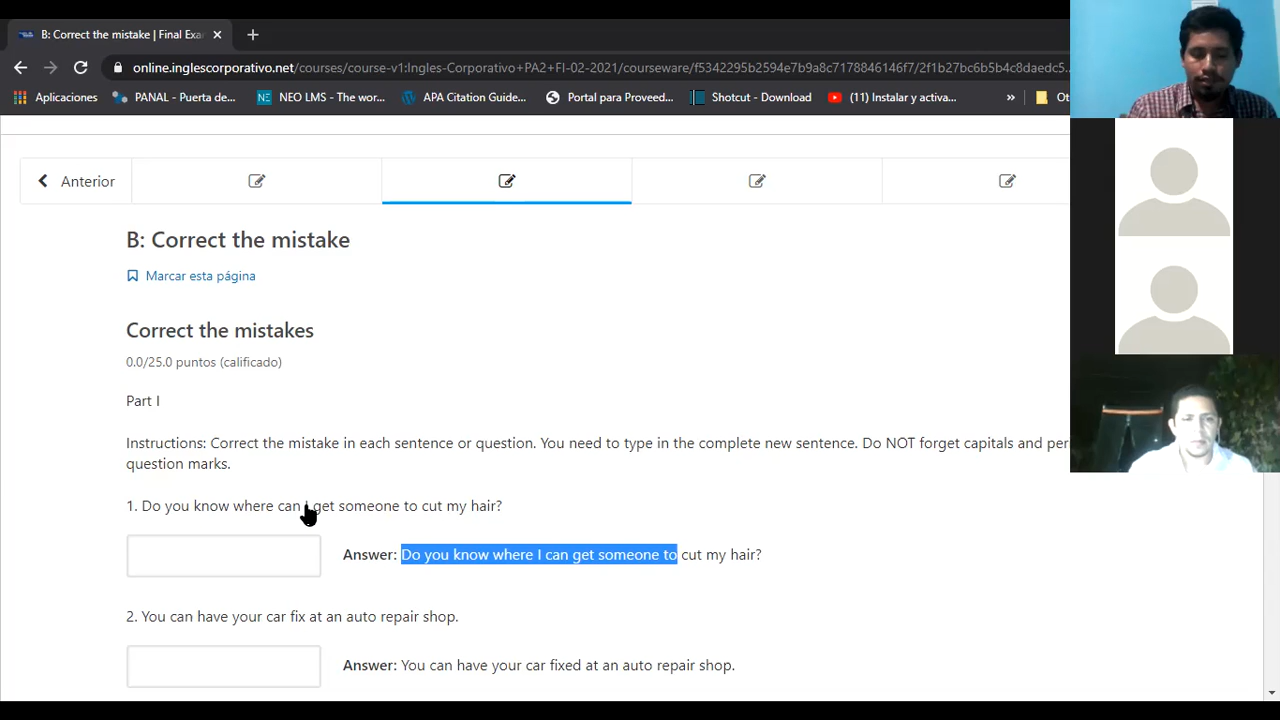 B: Correct the mistake | Final Exa
online.inglescorporativo.net/courses/course-v1:Ingles-Corporativo+PA2+FI-02-2021/courseware/f5342295b2594e7b9a8c7178846146f7/2f1b27bc6b5b4c8daedc5...
Aplicaciones PANAL - Puerta de... NEO LMS - The wor... APA Citation Guide... Portal para Proveed... Shotcut - Download (11) Instalar y activa... » Ot
Anterior
B: Correct the mistake
Marcar esta página
Correct the mistakes
0.0/25.0 puntos (calificado)
Part I
Instructions: Correct the mistake in each sentence or question. You need to type in the complete new sentence. Do NOT forget capitals and per
question marks.
1. Do you know where can I get someone to cut my hair?
Answer: Do you know where I can get someone to cut my hair?
2. You can have your car fix at an auto repair shop.
Answer: You can have your car fixed at an auto repair shop.